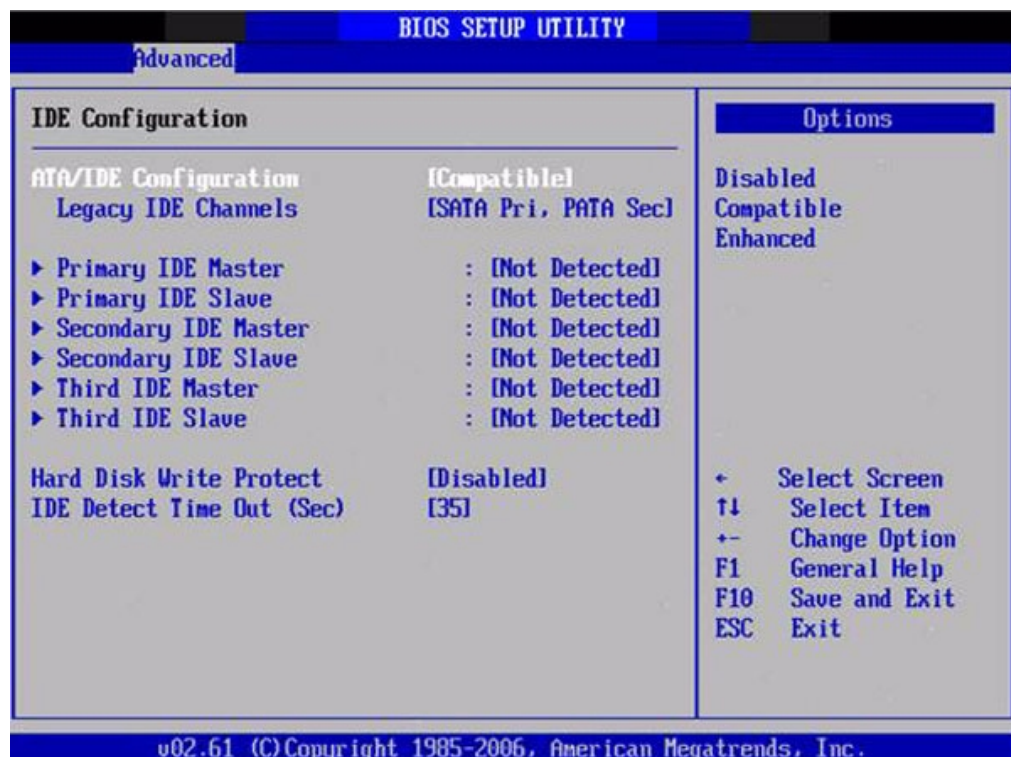 BIOS SETUP UTILITY
Advanced
IDE Configuration
ATA/IDE Configuration [Compatible]
Legacy IDE Channels [SATA Pri, PATA Sec]
▶ Primary IDE Master : [Not Detected]
▶ Primary IDE Slave : [Not Detected]
▶ Secondary IDE Master : [Not Detected]
▶ Secondary IDE Slave : [Not Detected]
▶ Third IDE Master : [Not Detected]
▶ Third IDE Slave : [Not Detected]
Hard Disk Write Protect [Disabled]
IDE Detect Time Out (Sec) [35]
Options
Disabled
Compatible
Enhanced
← Select Screen
↑↓ Select Item
+- Change Option
F1 General Help
F10 Save and Exit
ESC Exit
v02.61 (C)Copyright 1985-2006, American Megatrends, Inc.